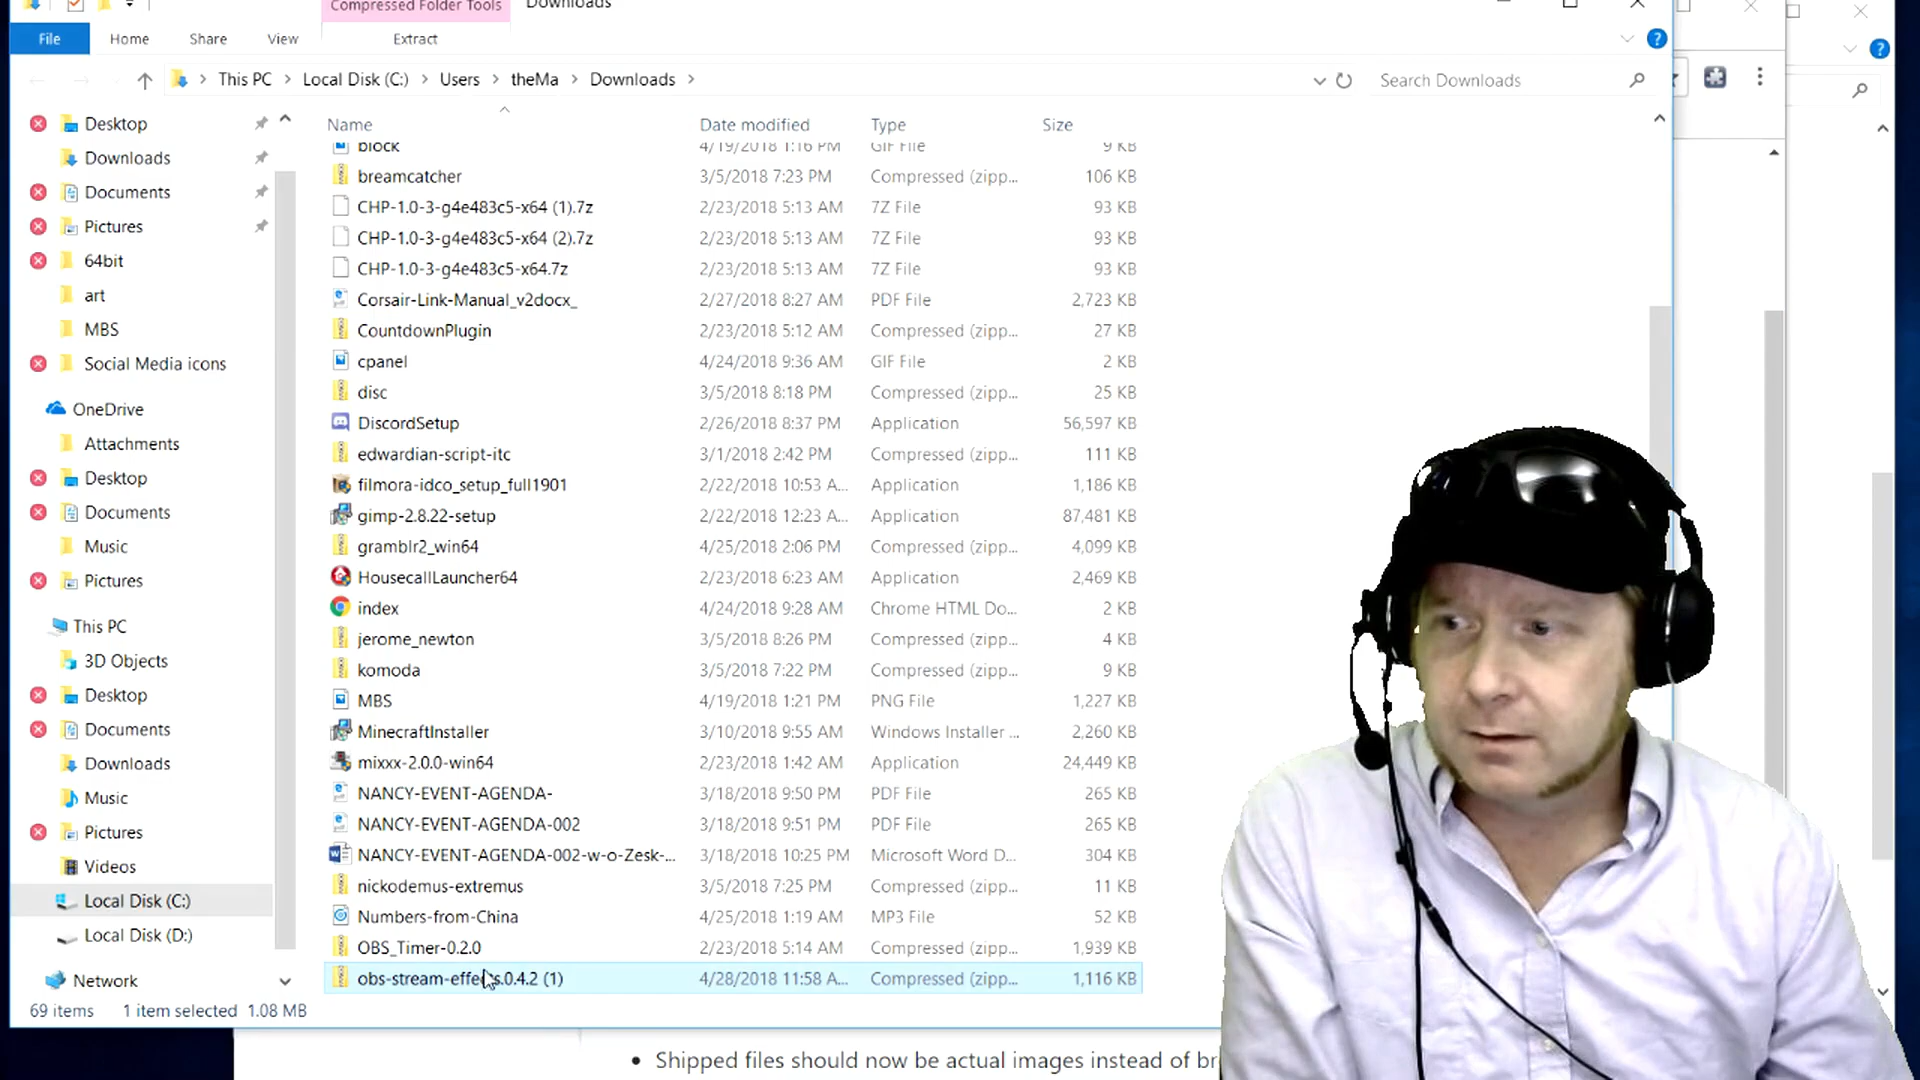 Compressed Folder Tools Downloads
File Home Share View Extract
This PC > Local Disk (C:) > Users > theMa > Downloads > Search Downloads
Name Date modified Type Size
Desktop
Downloads
Documents
Pictures
64bit
art
MBS
Social Media icons
OneDrive
Attachments
Desktop
Documents
Music
Pictures
This PC
3D Objects
Desktop
Documents
Downloads
Music
Pictures
Videos
Local Disk (C:)
Local Disk (D:)
Network
block 4/19/2018 1:16 PM GIF File 9 KB
breamcatcher 3/5/2018 7:23 PM Compressed (zipp... 106 KB
CHP-1.0-3-g4e483c5-x64 (1).7z 2/23/2018 5:13 AM 7Z File 93 KB
CHP-1.0-3-g4e483c5-x64 (2).7z 2/23/2018 5:13 AM 7Z File 93 KB
CHP-1.0-3-g4e483c5-x64.7z 2/23/2018 5:13 AM 7Z File 93 KB
Corsair-Link-Manual_v2docx_ 2/27/2018 8:27 AM PDF File 2,723 KB
CountdownPlugin 2/23/2018 5:12 AM Compressed (zipp... 27 KB
cpanel 4/24/2018 9:36 AM GIF File 2 KB
disc 3/5/2018 8:18 PM Compressed (zipp... 25 KB
DiscordSetup 2/26/2018 8:37 PM Application 56,597 KB
edwardian-script-itc 3/1/2018 2:42 PM Compressed (zipp... 111 KB
filmora-idco_setup_full1901 2/22/2018 10:53 A... Application 1,186 KB
gimp-2.8.22-setup 2/22/2018 12:23 A... Application 87,481 KB
gramblr2_win64 4/25/2018 2:06 PM Compressed (zipp... 4,099 KB
HousecallLauncher64 2/23/2018 6:23 AM Application 2,469 KB
index 4/24/2018 9:28 AM Chrome HTML Do... 2 KB
jerome_newton 3/5/2018 8:26 PM Compressed (zipp... 4 KB
komoda 3/5/2018 7:22 PM Compressed (zipp... 9 KB
MBS 4/19/2018 1:21 PM PNG File 1,227 KB
MinecraftInstaller 3/10/2018 9:55 AM Windows Installer ... 2,260 KB
mixxx-2.0.0-win64 2/23/2018 1:42 AM Application 24,449 KB
NANCY-EVENT-AGENDA- 3/18/2018 9:50 PM PDF File 265 KB
NANCY-EVENT-AGENDA-002 3/18/2018 9:51 PM PDF File 265 KB
NANCY-EVENT-AGENDA-002-w-o-Zesk-... 3/18/2018 10:25 PM Microsoft Word D... 304 KB
nickodemus-extremus 3/5/2018 7:25 PM Compressed (zipp... 11 KB
Numbers-from-China 4/25/2018 1:19 AM MP3 File 52 KB
OBS_Timer-0.2.0 2/23/2018 5:14 AM Compressed (zipp... 1,939 KB
obs-stream-effects.0.4.2 (1) 4/28/2018 11:58 A... Compressed (zipp... 1,116 KB
69 items 1 item selected 1.08 MB
• Shipped files should now be actual images instead of